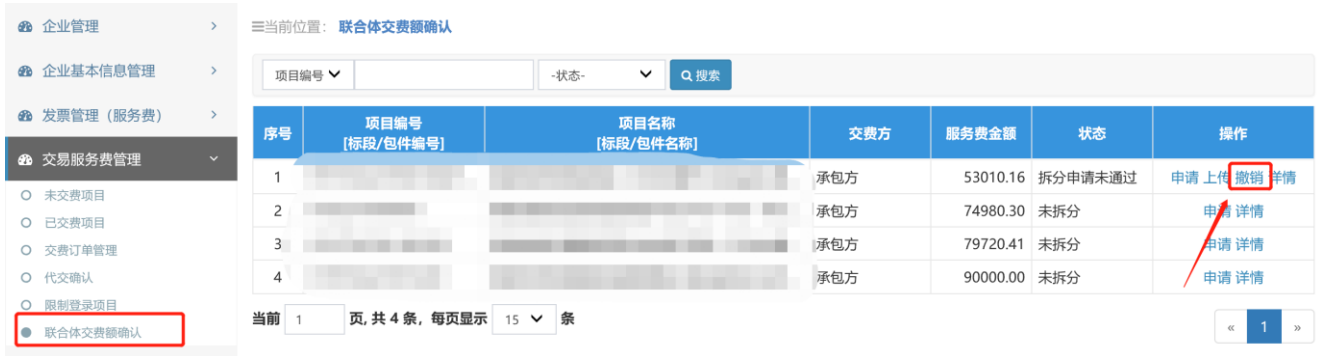 企业管理
企业基本信息管理
发票管理（服务费）
交易服务费管理
未交费项目
已交费项目
交费订单管理
代交确认
限制登录项目
联合体交费额确认
当前位置： 联合体交费额确认
项目编号 -状态- 搜索
序号 项目编号 [标段/包件编号] 项目名称 [标段/包件名称] 交费方 服务费金额 状态 操作
1 承包方 53010.16 拆分申请未通过 申请 上传 撤销 详情
2 承包方 74980.30 未拆分 申请 详情
3 承包方 79720.41 未拆分 申请 详情
4 承包方 90000.00 未拆分 申请 详情
当前 1 页, 共 4 条，每页显示 15 条
« 1 »